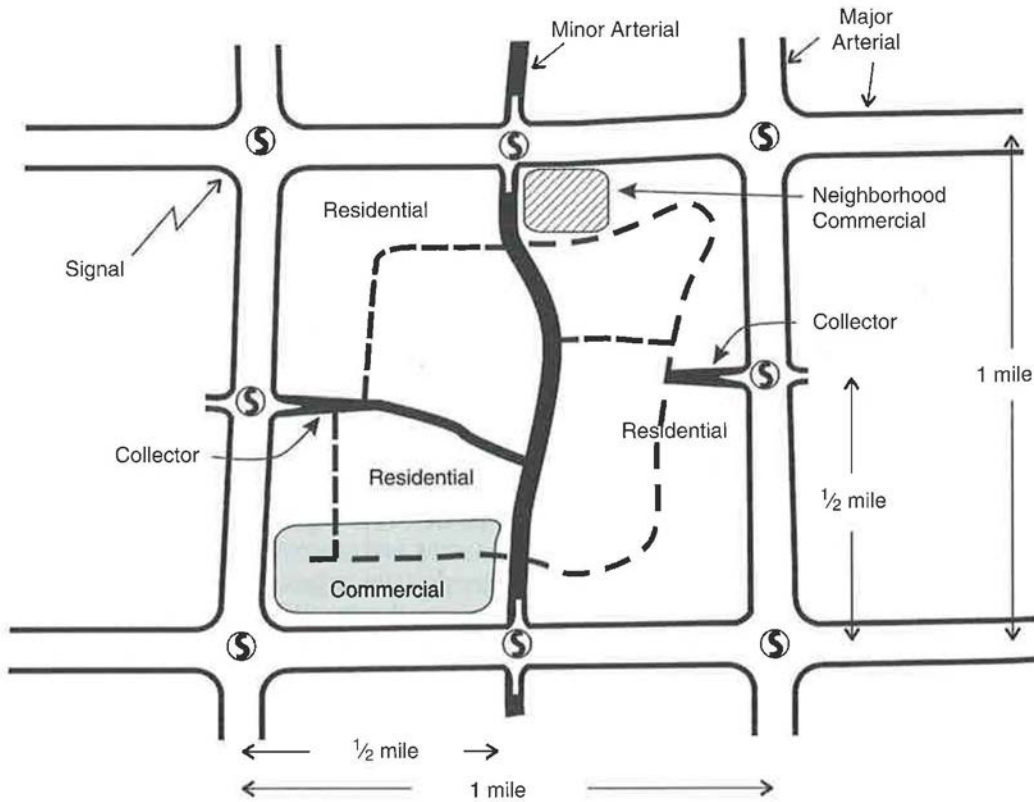 Minor Arterial
Major
Arterial
S
S
S
Residential
Neighborhood
Commercial
Signal
Collector
S
S
1 mile
Collector
Residential
Residential
½ mile
Commercial
S
S
S
½ mile
1 mile